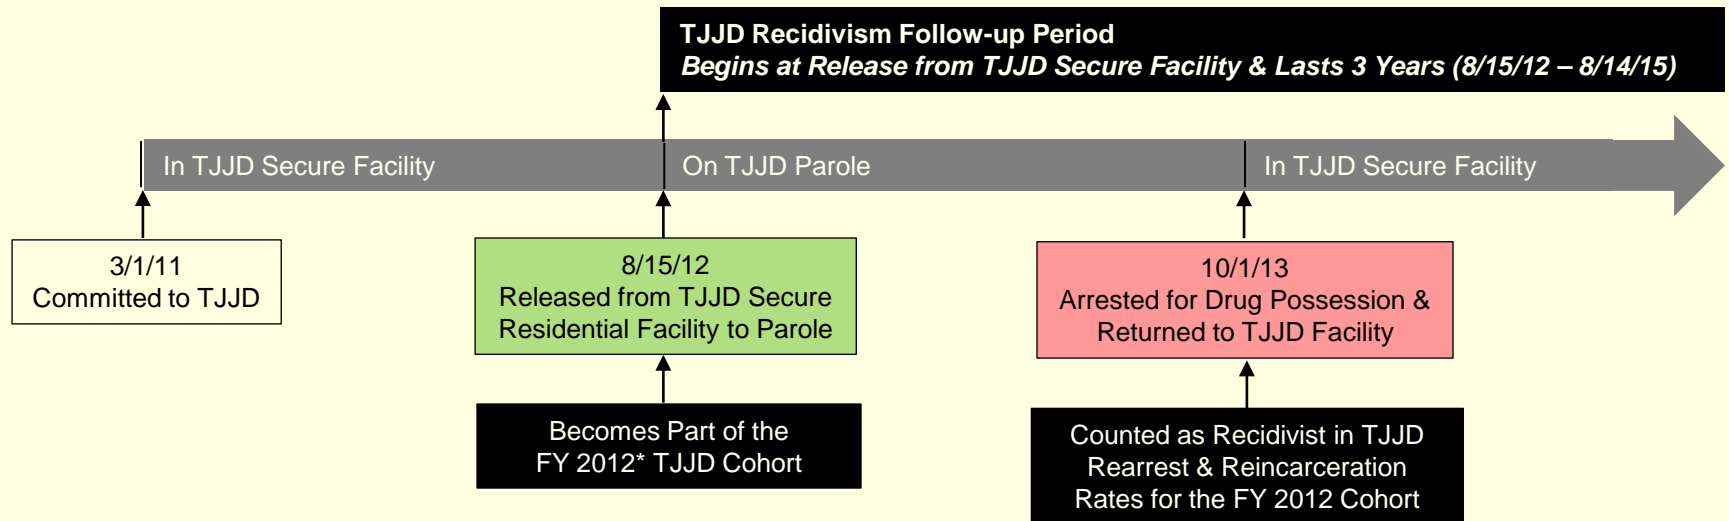 TJJD Recidivism Follow-up Period
Begins at Release from TJJD Secure Facility & Lasts 3 Years (8/15/12 – 8/14/15)
In TJJD Secure Facility
On TJJD Parole
In TJJD Secure Facility
3/1/11
Committed to TJJD
8/15/12
Released from TJJD Secure
Residential Facility to Parole
10/1/13
Arrested for Drug Possession &
Returned to TJJD Facility
Becomes Part of the
FY 2012* TJJD Cohort
Counted as Recidivist in TJJD
Rearrest & Reincarceration
Rates for the FY 2012 Cohort